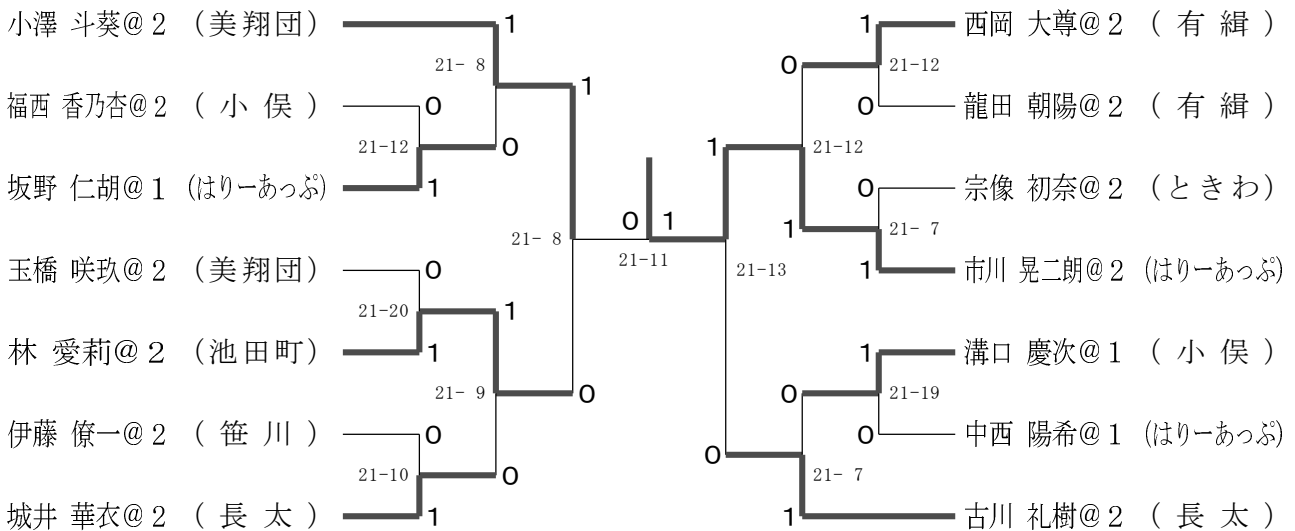 小澤 斗葵@2 (美翔団) 1 1 西岡 大尊@2 (有緝)
21- 8 0 21-12
1
福西 香乃杏@2 (小俣) 0 0 龍田 朝陽@2 (有緝)
21-12 0 1 21-12
坂野 仁胡@1 (はりーあっぷ) 1 0 宗像 初奈@2 (ときわ)
0 1 1 21- 7
21- 8 21-11 21-13
玉橋 咲玖@2 (美翔団) 0 1 市川 晃二朗@2 (はりーあっぷ)
21-20 1
林 愛莉@2 (池田町) 1 1 溝口 慶次@1 (小俣)
21- 9 0 0 21-19
伊藤 僚一@2 (笹川) 0 0 中西 陽希@1 (はりーあっぷ)
0
21-10 0 21- 7
城井 華衣@2 (長太) 1 1 古川 礼樹@2 (長太)